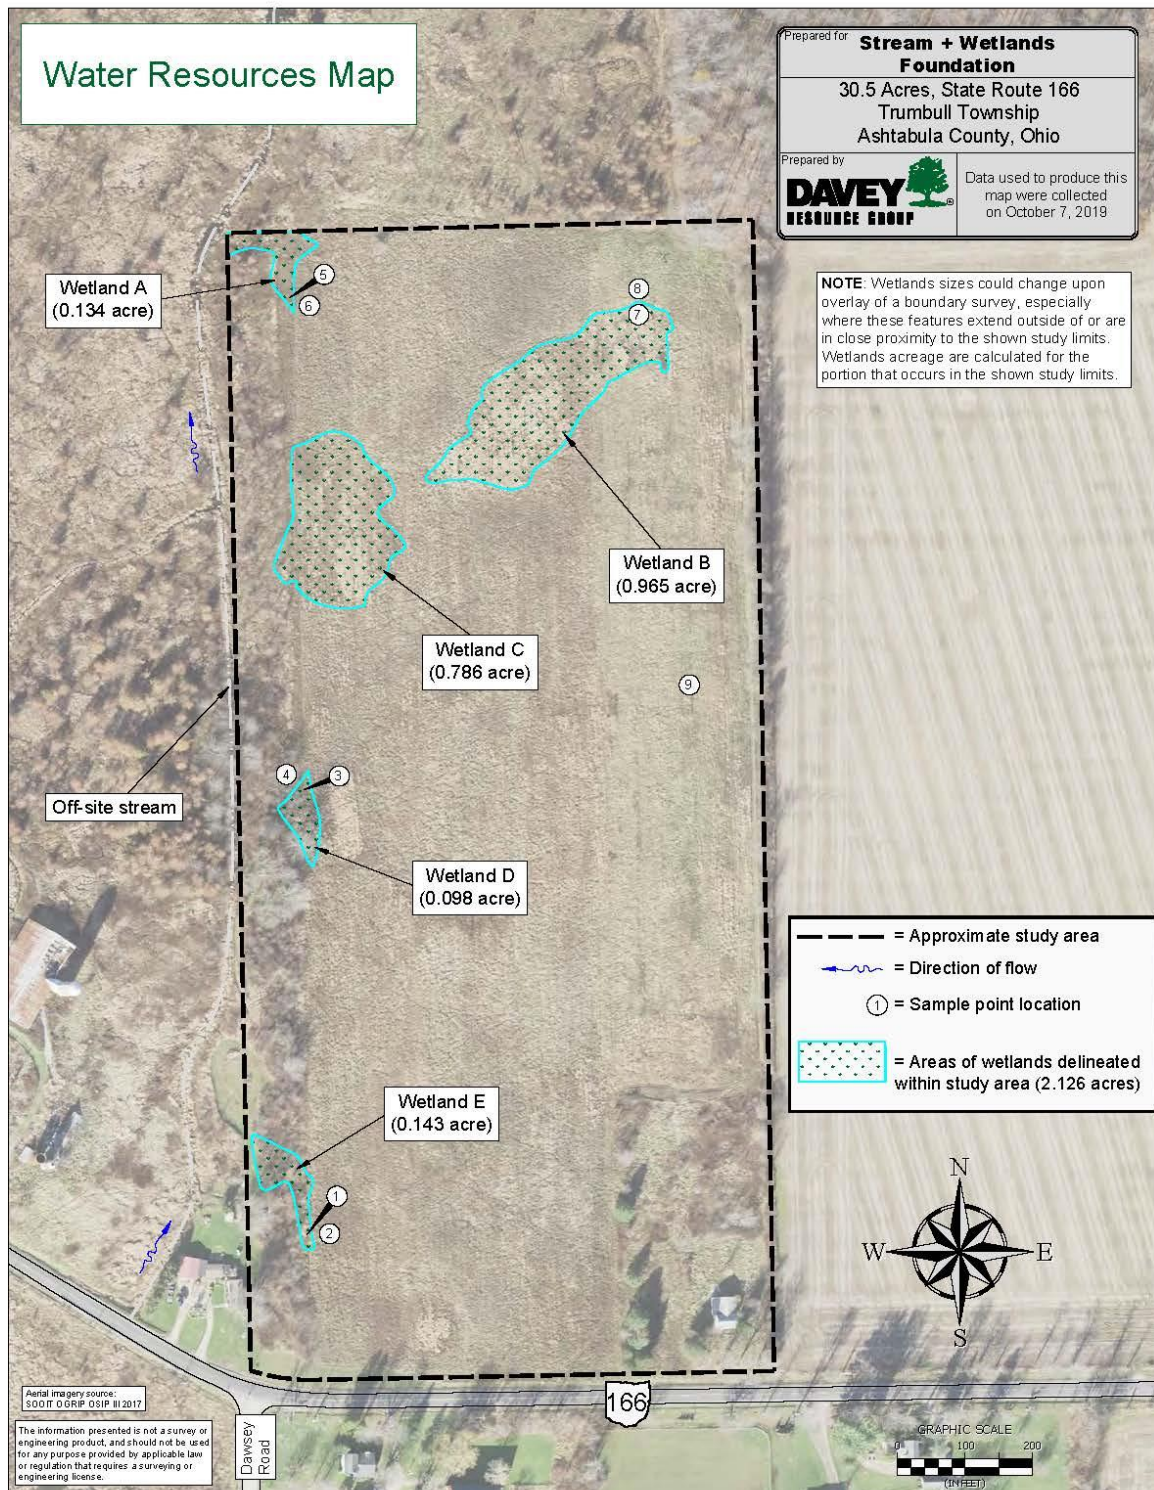 Water Resources Map
Prepared for
Stream + Wetlands
Foundation
30.5 Acres, State Route 166
Trumbull Township
Ashtabula County, Ohio
Prepared by
DAVEY
RESOURCE GROUP
Data used to produce this
map were collected
on October 7, 2019
NOTE: Wetlands sizes could change upon
overlay of a boundary survey, especially
where these features extend outside of or are
in close proximity to the shown study limits.
Wetlands acreage are calculated for the
portion that occurs in the shown study limits.
Wetland A
(0.134 acre)
5
6
8
7
Wetland B
(0.965 acre)
Wetland C
(0.786 acre)
9
4
3
Off-site stream
Wetland D
(0.098 acre)
= Approximate study area
= Direction of flow
1 = Sample point location
= Areas of wetlands delineated
within study area (2.126 acres)
Wetland E
(0.143 acre)
1
2
N
W
E
S
166
Dawsey
Road
Aerial imagery source:
SOOIT OGRIP OSIP III 2017
The information presented is not a survey or
engineering product, and should not be used
for any purpose provided by applicable law
or regulation that requires a surveying or
engineering license.
GRAPHIC SCALE
0 100 200
(IN FEET)